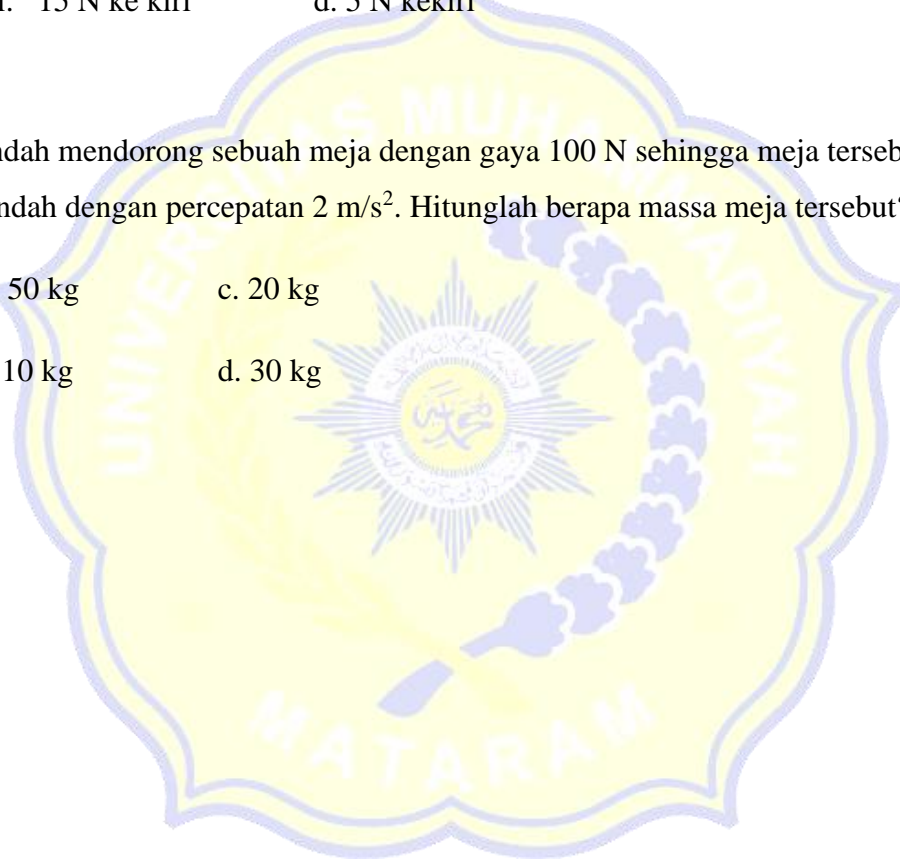 15 N ke kiri d. 5 N kekiri
ndah mendorong sebuah meja dengan gaya 100 N sehingga meja terseb
ndah dengan percepatan 2 m/s². Hitunglah berapa massa meja tersebut?
50 kg c. 20 kg
10 kg d. 30 kg
UNIVERSITAS MUHAMMADIYAH
MATARAM